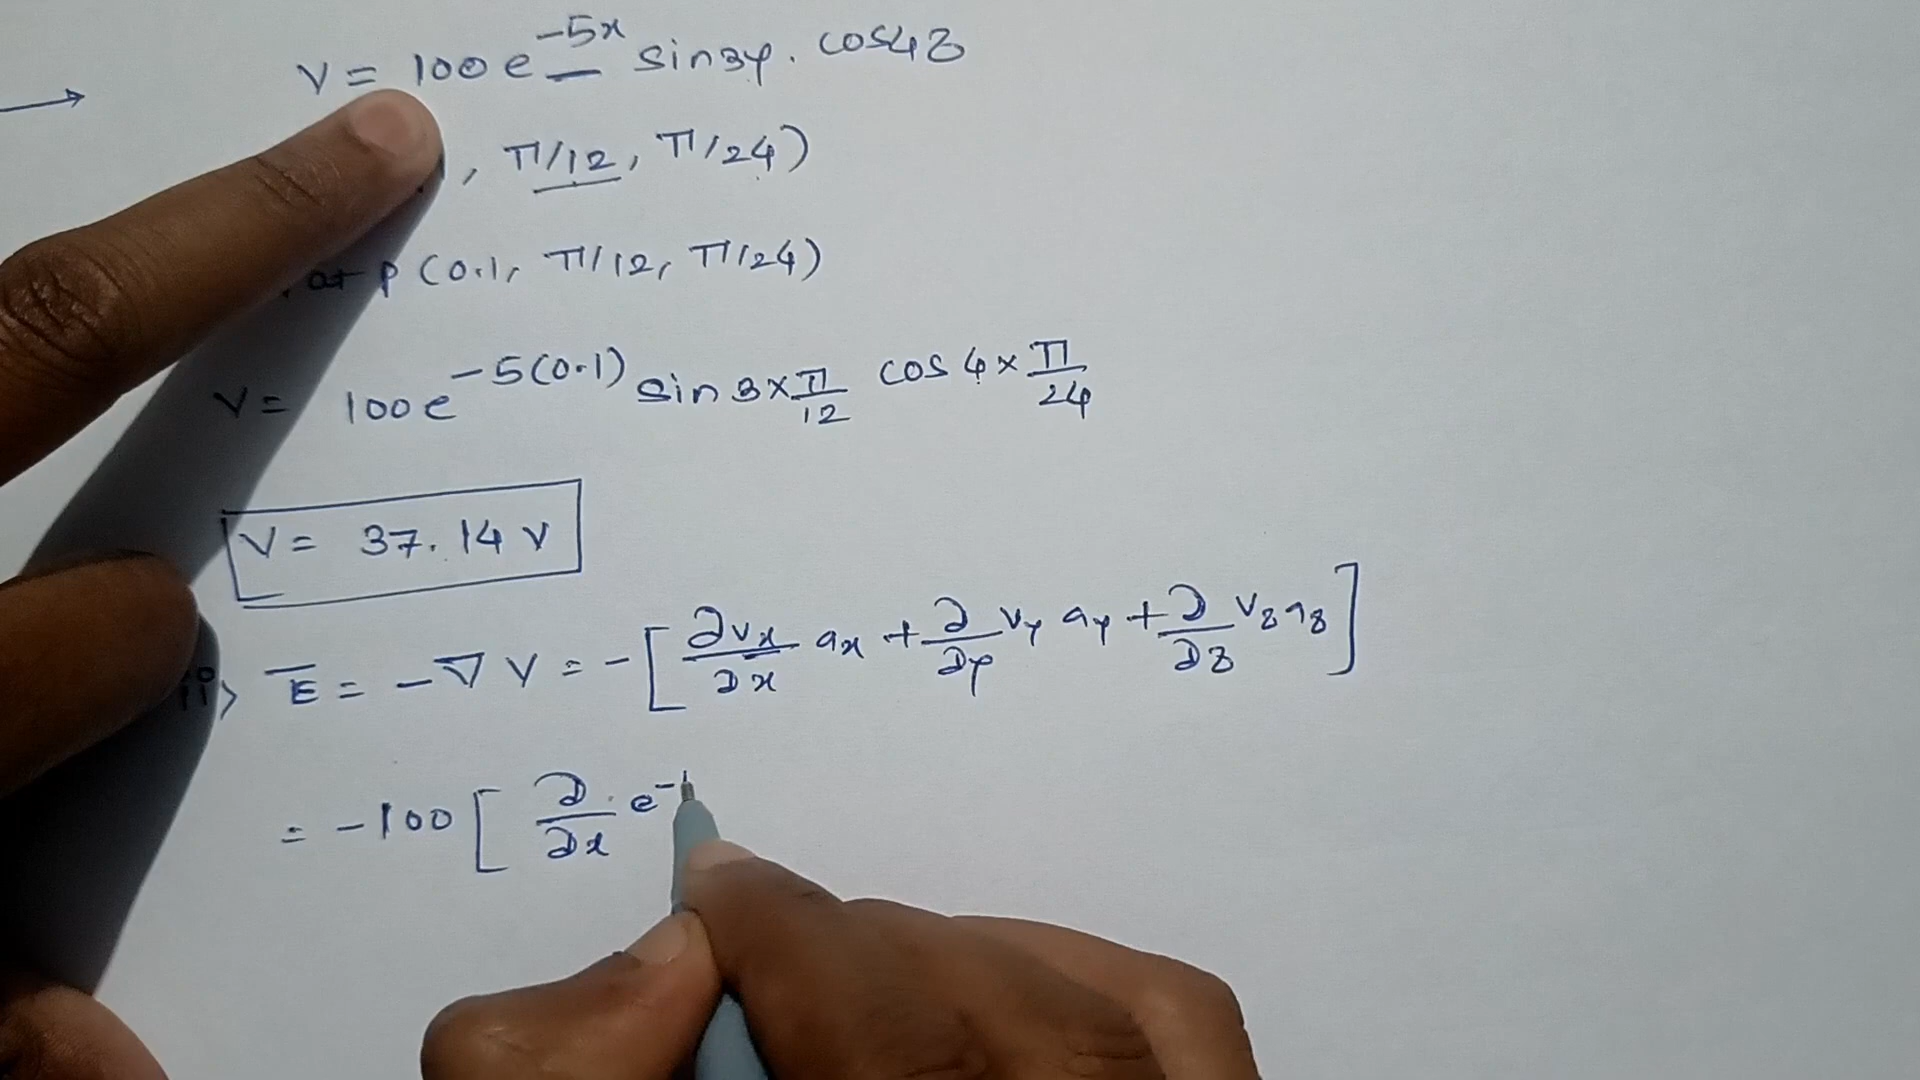 V = 100 e^-5x sin3y. cos4z
, π/12, π/24)
at P (0.1, π/12, π/24)
V = 100 e^-5(0.1) sin 3 × π/12 cos 4 × π/24
V = 37.14 V
ii) E̅ = -∇V = -[∂Vx/∂x ax + ∂/∂y Vy ay + ∂/∂z Vz az]
= -100 [ ∂/∂x e^-